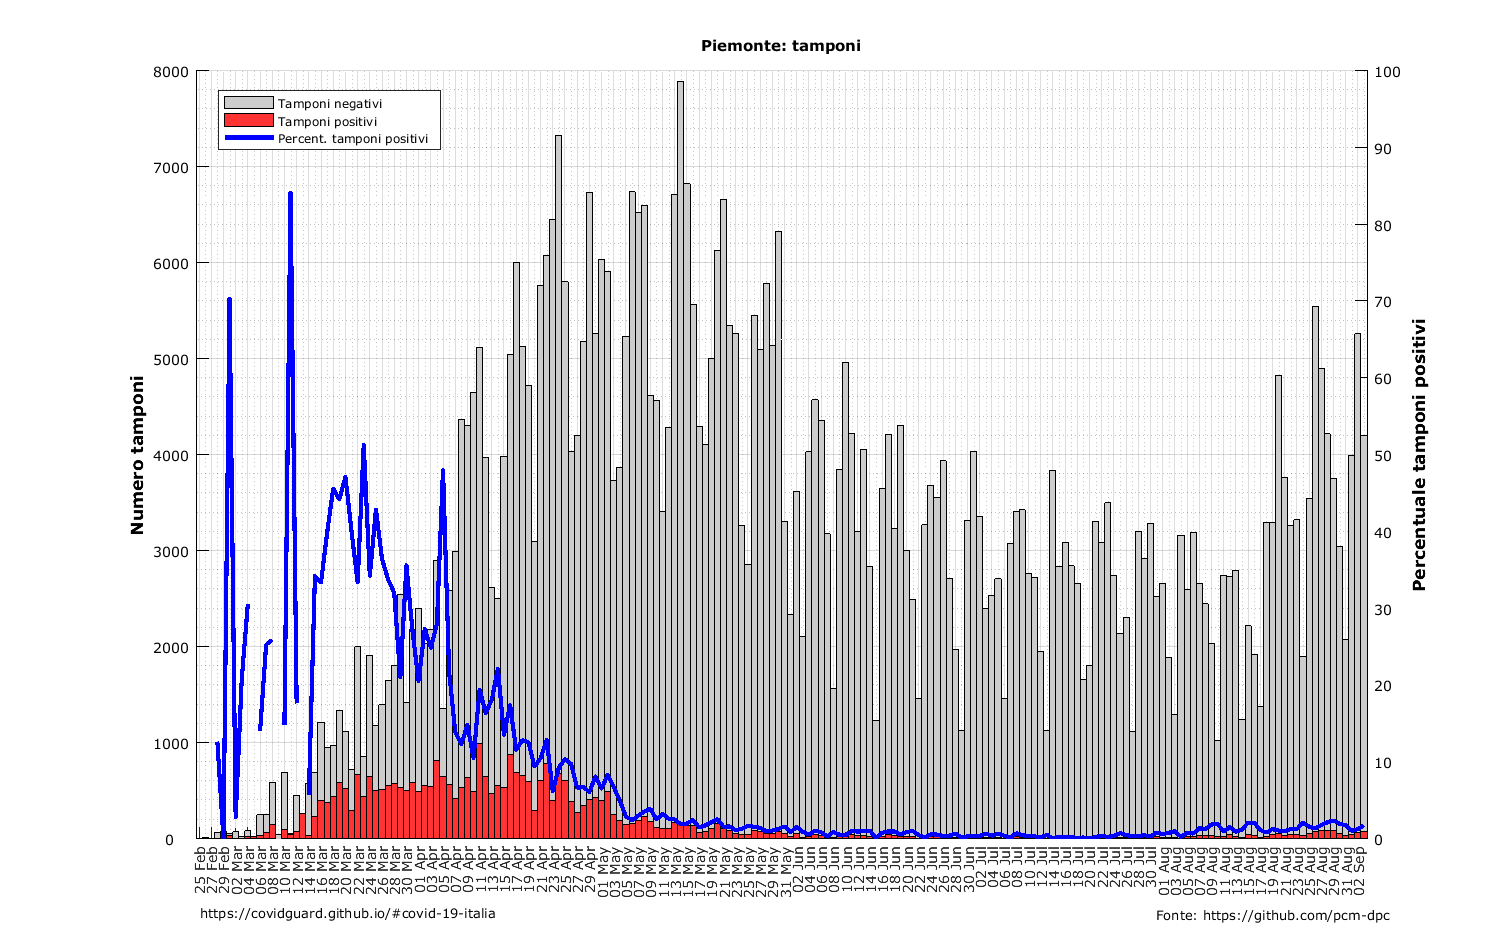 Piemonte: tamponi
Tamponi negativi
Tamponi positivi
Percent. tamponi positivi
Numero tamponi
8000
7000
6000
5000
4000
3000
2000
1000
0
Percentuale tamponi positivi
100
90
80
70
60
50
40
30
20
10
0
25 Feb
27 Feb
29 Feb
02 Mar
04 Mar
06 Mar
08 Mar
10 Mar
12 Mar
14 Mar
16 Mar
18 Mar
20 Mar
22 Mar
24 Mar
26 Mar
28 Mar
30 Mar
01 Apr
03 Apr
05 Apr
07 Apr
09 Apr
11 Apr
13 Apr
15 Apr
17 Apr
19 Apr
21 Apr
23 Apr
25 Apr
27 Apr
29 Apr
01 May
03 May
05 May
07 May
09 May
11 May
13 May
15 May
17 May
19 May
21 May
23 May
25 May
27 May
29 May
31 May
02 Jun
04 Jun
06 Jun
08 Jun
10 Jun
12 Jun
14 Jun
16 Jun
18 Jun
20 Jun
22 Jun
24 Jun
26 Jun
28 Jun
30 Jun
02 Jul
04 Jul
06 Jul
08 Jul
10 Jul
12 Jul
14 Jul
16 Jul
18 Jul
20 Jul
22 Jul
24 Jul
26 Jul
28 Jul
30 Jul
01 Aug
03 Aug
05 Aug
07 Aug
09 Aug
11 Aug
13 Aug
15 Aug
17 Aug
19 Aug
21 Aug
23 Aug
25 Aug
27 Aug
29 Aug
31 Aug
02 Sep
https://covidguard.github.io/#covid-19-italia
Fonte: https://github.com/pcm-dpc